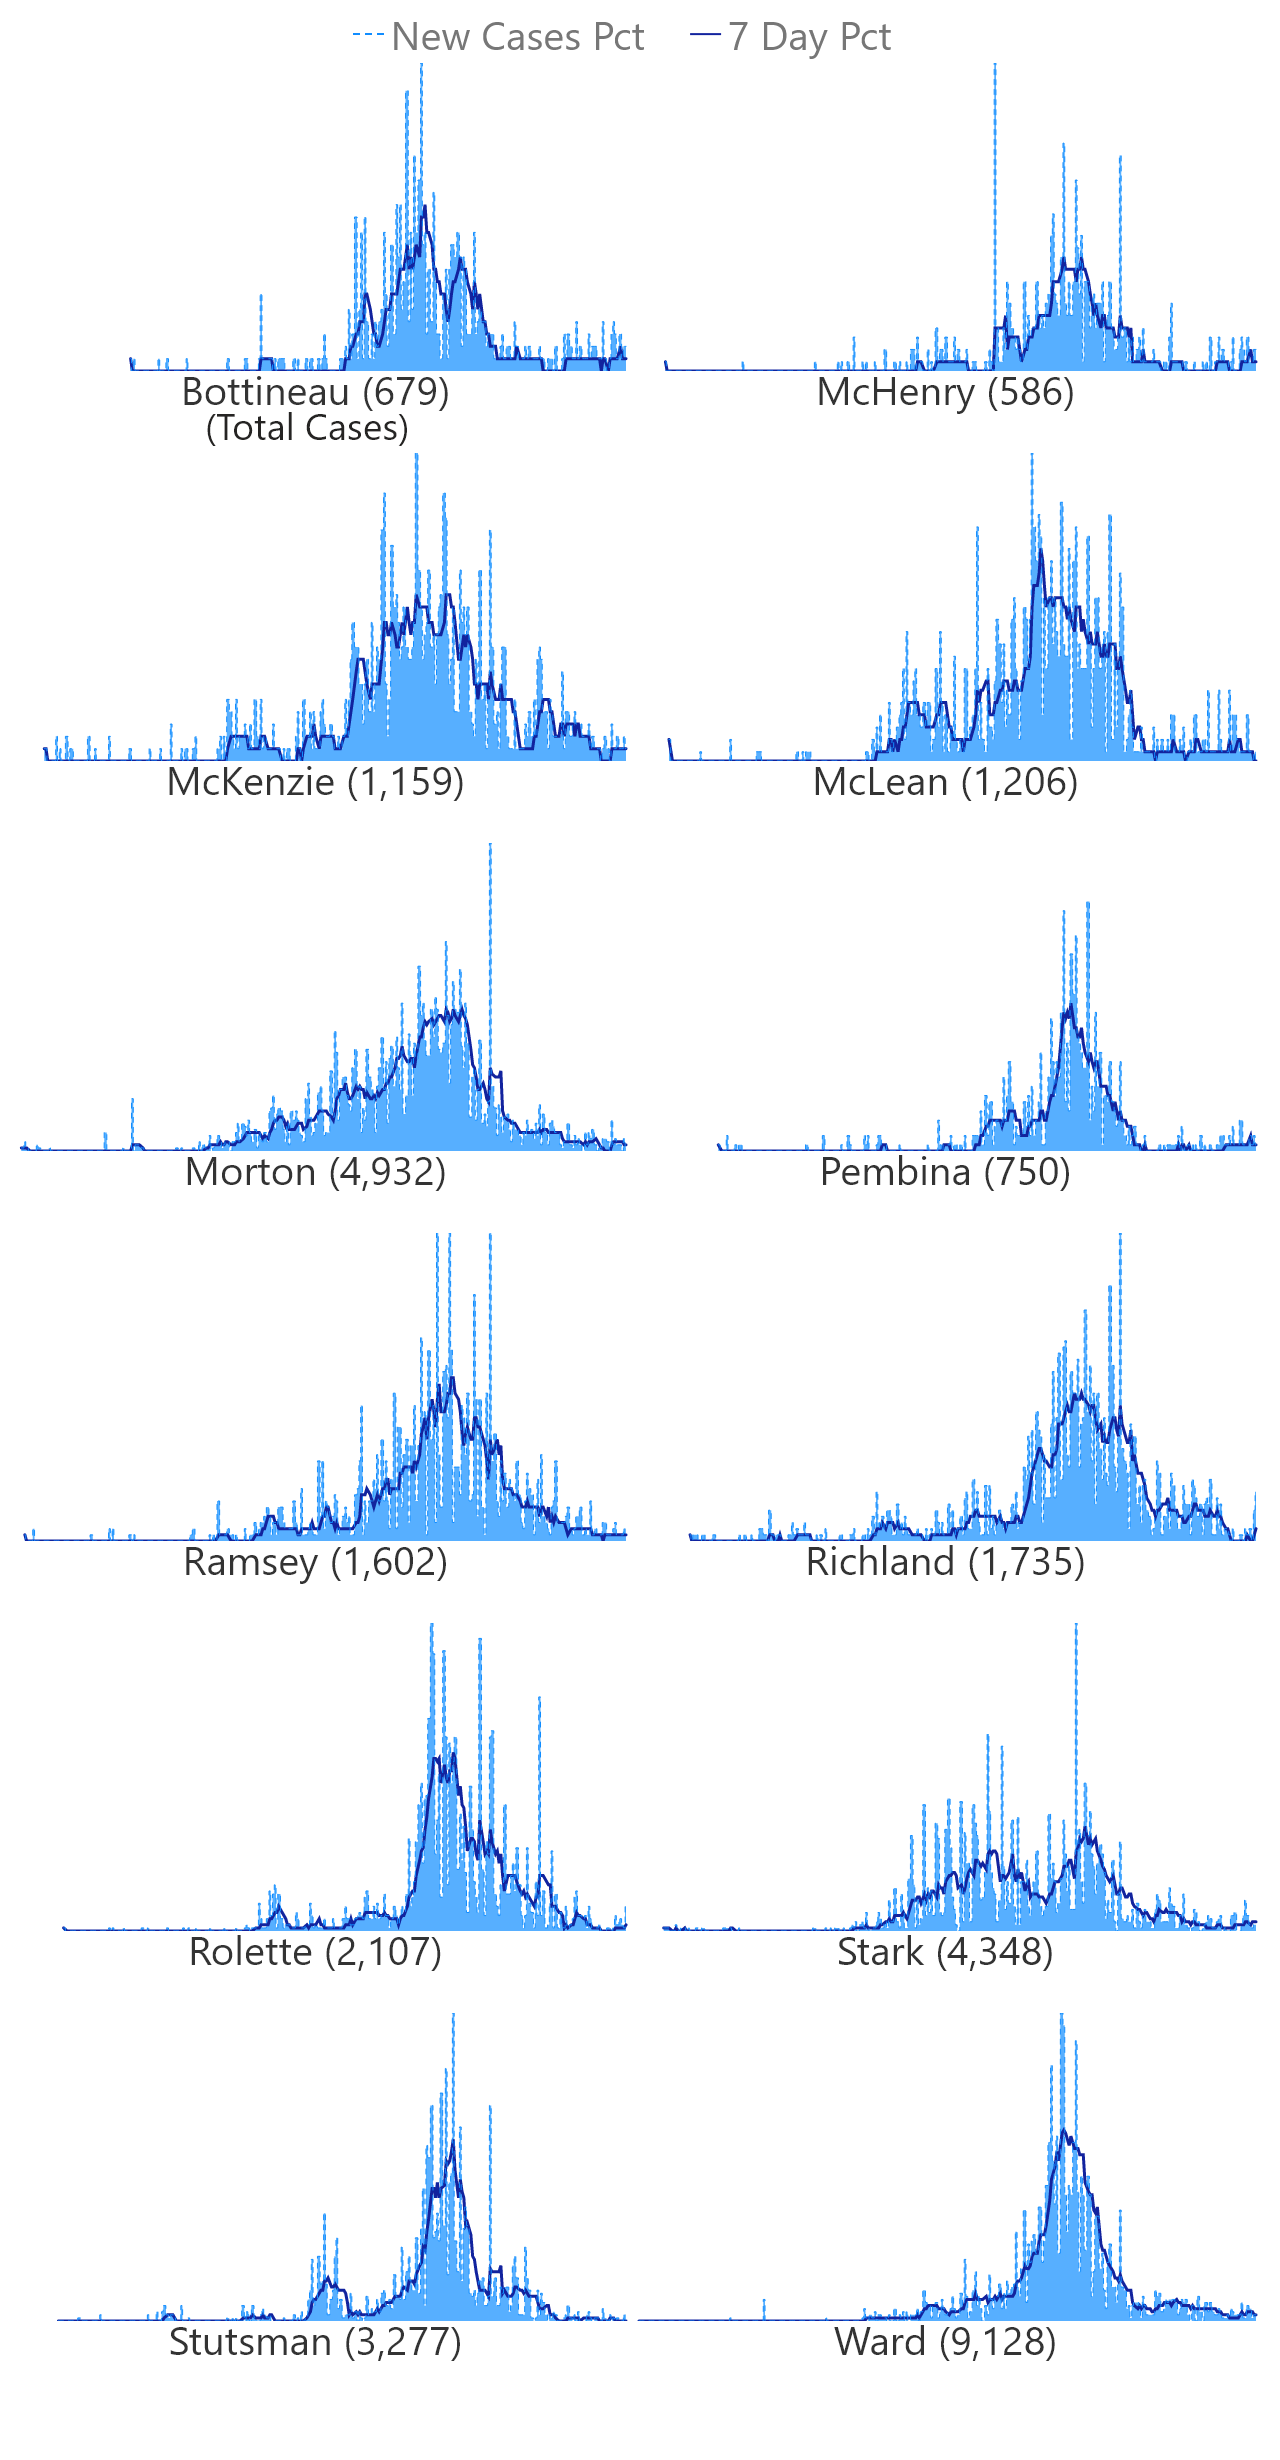 New Cases Pct 7 Day Pct
Bottineau (679) McHenry (586)
(Total Cases)
McKenzie (1,159) McLean (1,206)
Morton (4,932) Pembina (750)
Ramsey (1,602) Richland (1,735)
Rolette (2,107) Stark (4,348)
Stutsman (3,277) Ward (9,128)